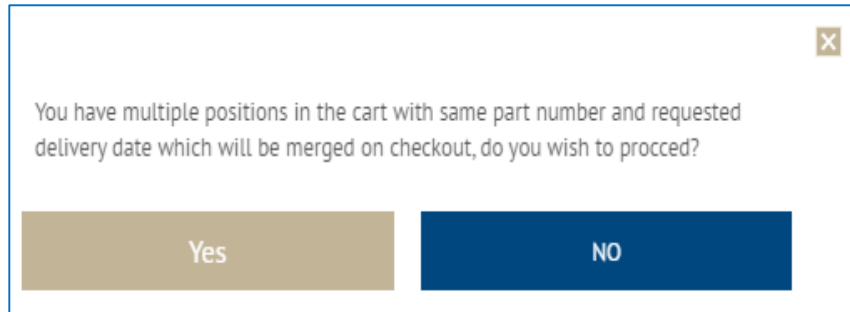 X
You have multiple positions in the cart with same part number and requested
delivery date which will be merged on checkout, do you wish to procced?
Yes
NO